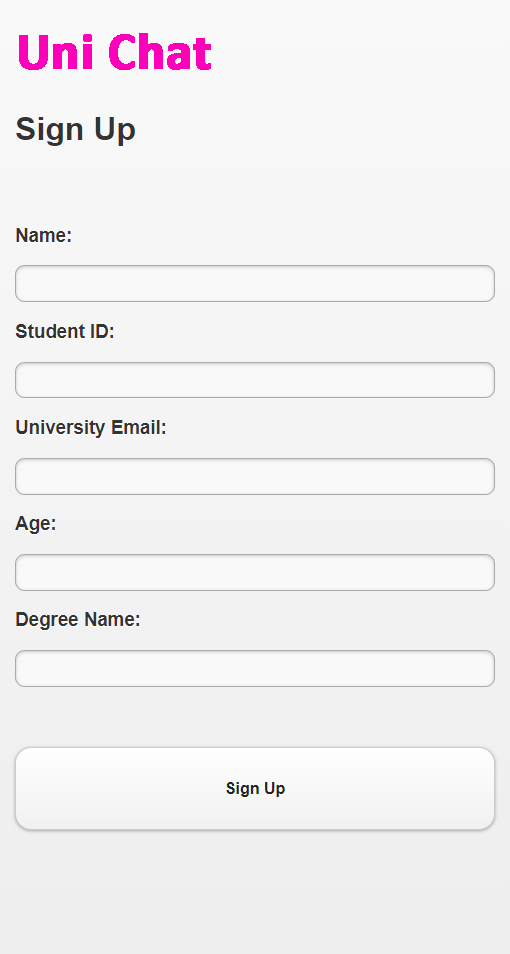 Uni Chat
Sign Up
Name:
Student ID:
University Email:
Age:
Degree Name:
Sign Up